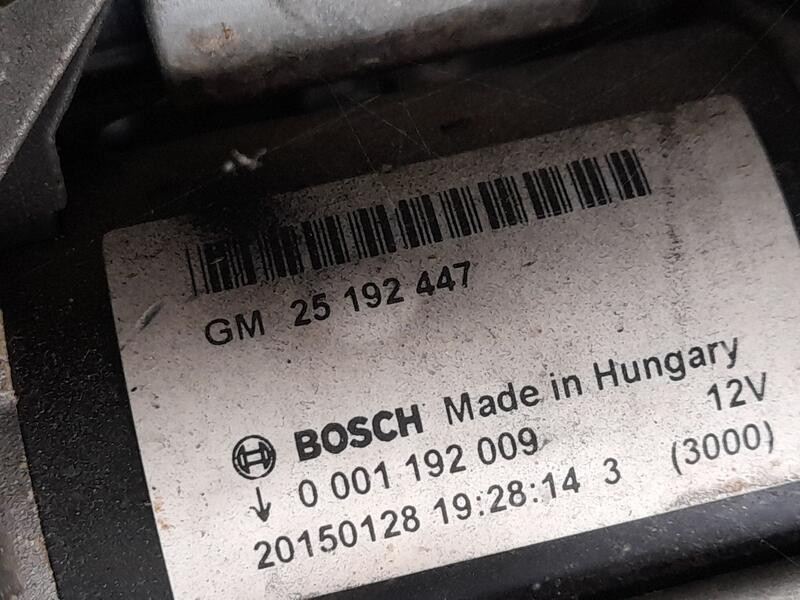 GM 25 192 447
BOSCH Made in Hungary
0 001 192 009 12V
20150128 19:28:14 3 (3000)